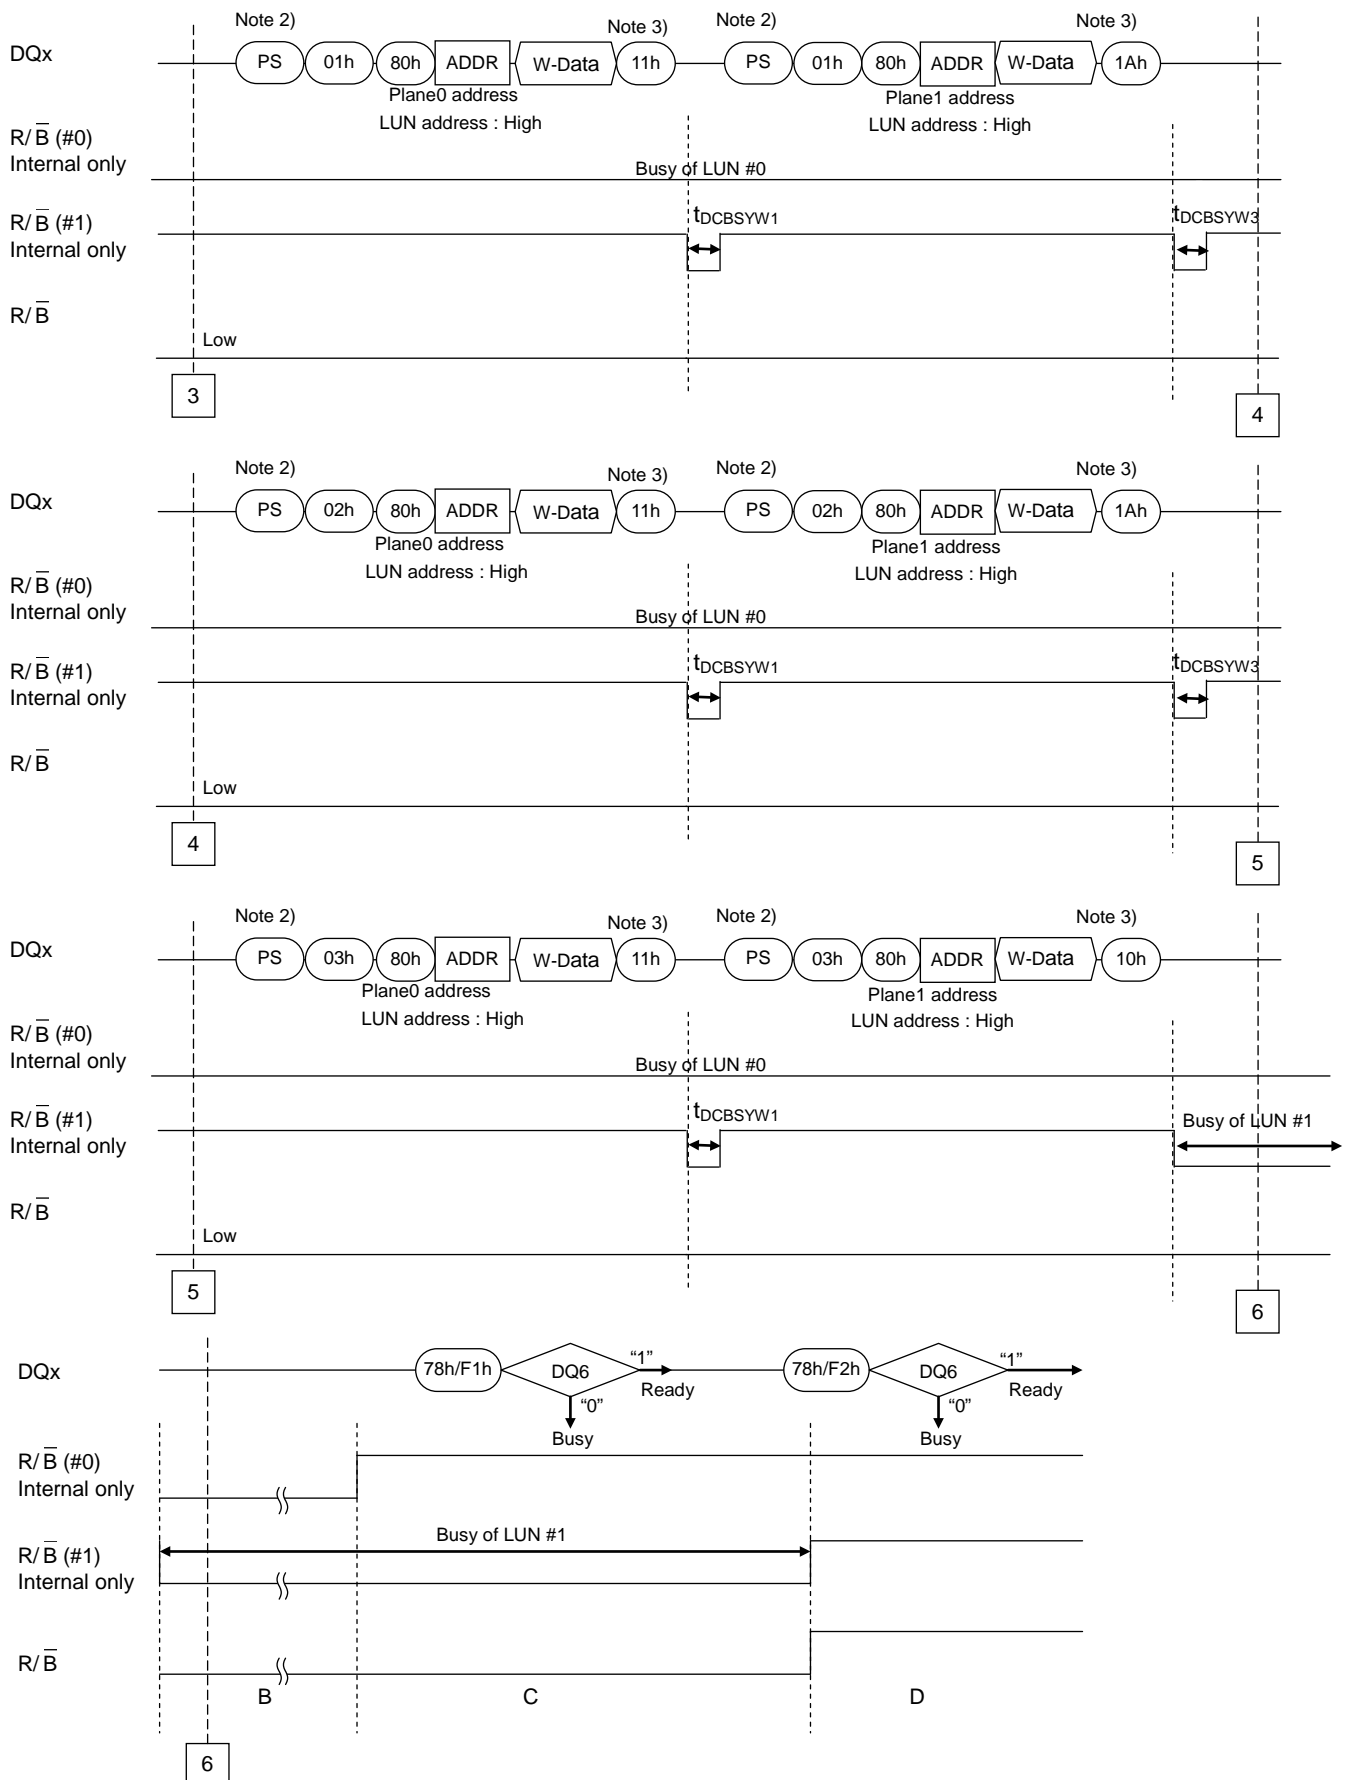 Note 2) Note 3) Note 2) Note 3)
DQx PS 01h 80h ADDR W-Data 11h PS 01h 80h ADDR W-Data 1Ah
Plane0 address Plane1 address
LUN address : High LUN address : High
R/B̅ (#0)
Internal only
Busy of LUN #0
R/B̅ (#1)
Internal only
tDCBSYW1 tDCBSYW3
R/B̅
Low
3 4
Note 2) Note 3) Note 2) Note 3)
DQx PS 02h 80h ADDR W-Data 11h PS 02h 80h ADDR W-Data 1Ah
Plane0 address Plane1 address
LUN address : High LUN address : High
R/B̅ (#0)
Internal only
Busy of LUN #0
R/B̅ (#1)
Internal only
tDCBSYW1 tDCBSYW3
R/B̅
Low
4 5
Note 2) Note 3) Note 2) Note 3)
DQx PS 03h 80h ADDR W-Data 11h PS 03h 80h ADDR W-Data 10h
Plane0 address Plane1 address
LUN address : High LUN address : High
R/B̅ (#0)
Internal only
Busy of LUN #0
R/B̅ (#1)
Internal only
tDCBSYW1 Busy of LUN #1
R/B̅
Low
5 6
DQx 78h/F1h DQ6 “1” Ready 78h/F2h DQ6 “1” Ready
“0” “0”
Busy Busy
R/B̅ (#0)
Internal only
Busy of LUN #1
R/B̅ (#1)
Internal only
R/B̅
B C D
6